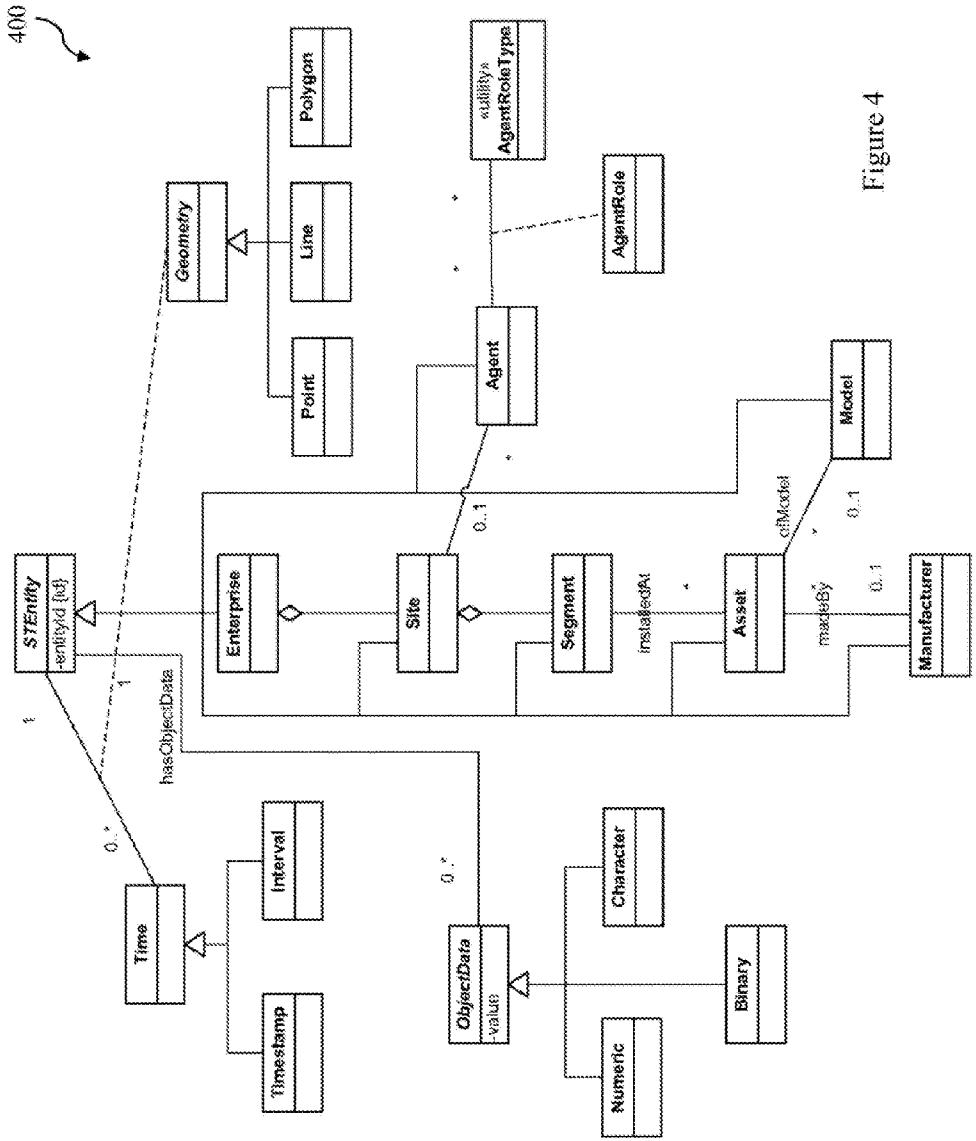 400
STEntity
-entityId {id}
1
1
0..*
hasObjectData
Time
Timestamp
Interval
Geometry
Point
Line
Polygon
Enterprise
Site
0..1
*
Agent
*
*
«utility»
AgentRoleType
AgentRole
Segment
installedAt
*
Asset
ofModel
*
0..1
Model
madeBy
*
0..1
Manufacturer
0..*
ObjectData
-value
Numeric
Binary
Character
Figure 4